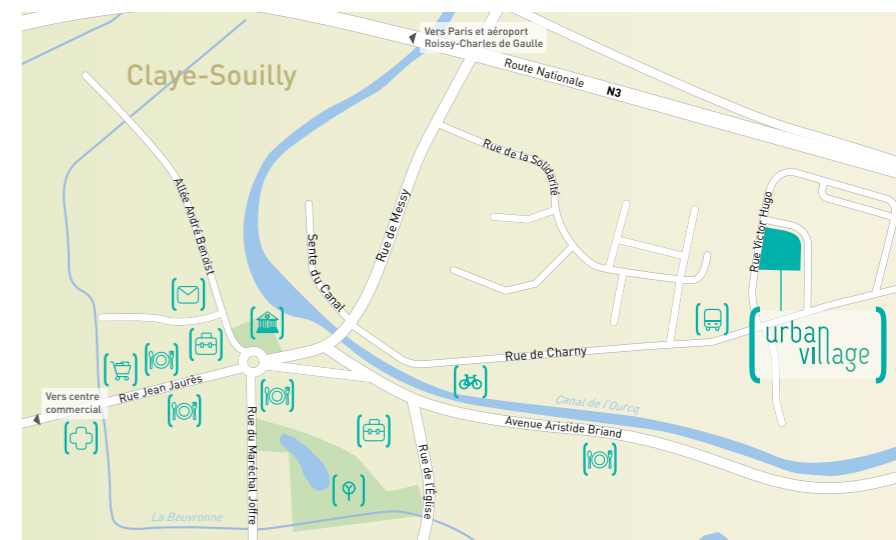 Vers Paris et aéroport
Roissy-Charles de Gaulle
Claye-Souilly
Route Nationale
N3
Rue de la Solidarité
Allée André Benoist
Rue de Messy
Rue Victor Hugo
Sente du Canal
urban
village
Rue de Charny
Rue Jean Jaurès
Vers centre
commercial
Canal de l'Ourcq
Avenue Aristide Briand
Rue du Maréchal Joffre
Rue de l'Église
La Beuvronne